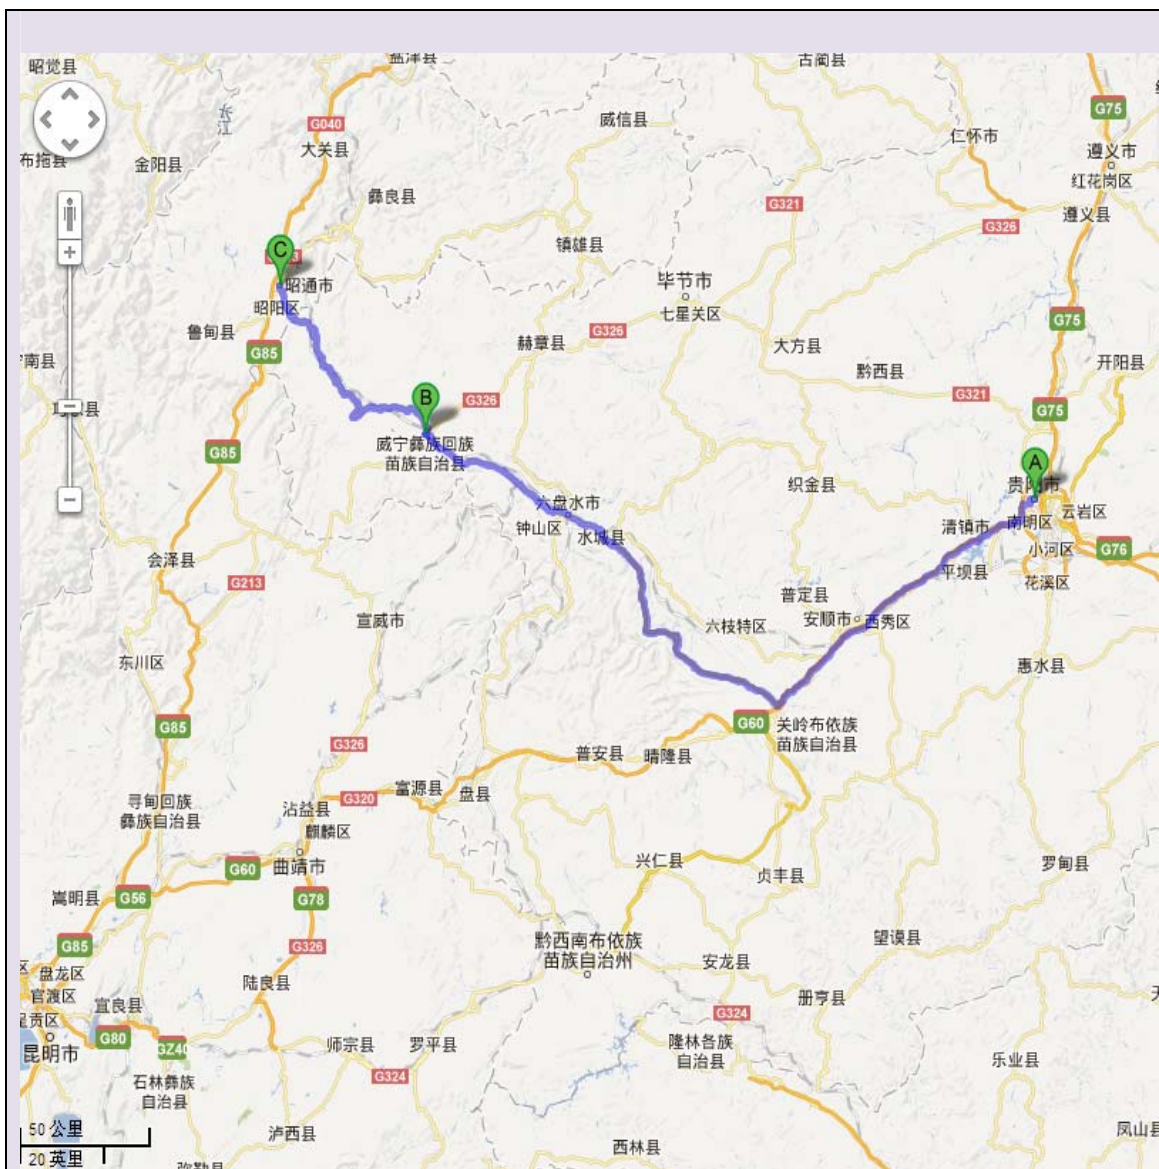 盐津县
昭觉县
古蔺县
G75
长江
G040
威信县
仁怀市
大关县
遵义市
布拖县
金阳县
红花岗区
彝良县
G321
遵义县
G326
镇雄县
C
昭通市
毕节市
昭阳区
七星关区
G75
鲁甸县
G326
赫章县
大方县
G85
开阳县
黔西县
B
G326
G321
G75
威宁彝族回族
苗族自治县
G85
A
贵阳市
织金县
六盘水市
云岩区
南明区
钟山区
清镇市
水城县
小河区
G76
会泽县
平坝县
花溪区
G213
普定县
宣威市
六枝特区
安顺市
西秀区
东川区
惠水县
G85
G60
关岭布依族
苗族自治县
G326
普安县
晴隆县
富源县
盘县
寻甸回族
彝族自治县
沾益县
G320
麒麟区
曲靖市
G60
兴仁县
罗甸县
贞丰县
嵩明县
G56
G78
G85
G326
黔西南布依族
苗族自治州
望谟县
盘龙区
安龙县
陆良县
官渡区
宜良县
册亨县
呈贡区
G324
G80
昆明市
GZ40
师宗县
罗平县
隆林各族
自治县
乐业县
G324
石林彝族
自治县
50 公里
泸西县
凤山县
西林县
20 英里
弥勒县